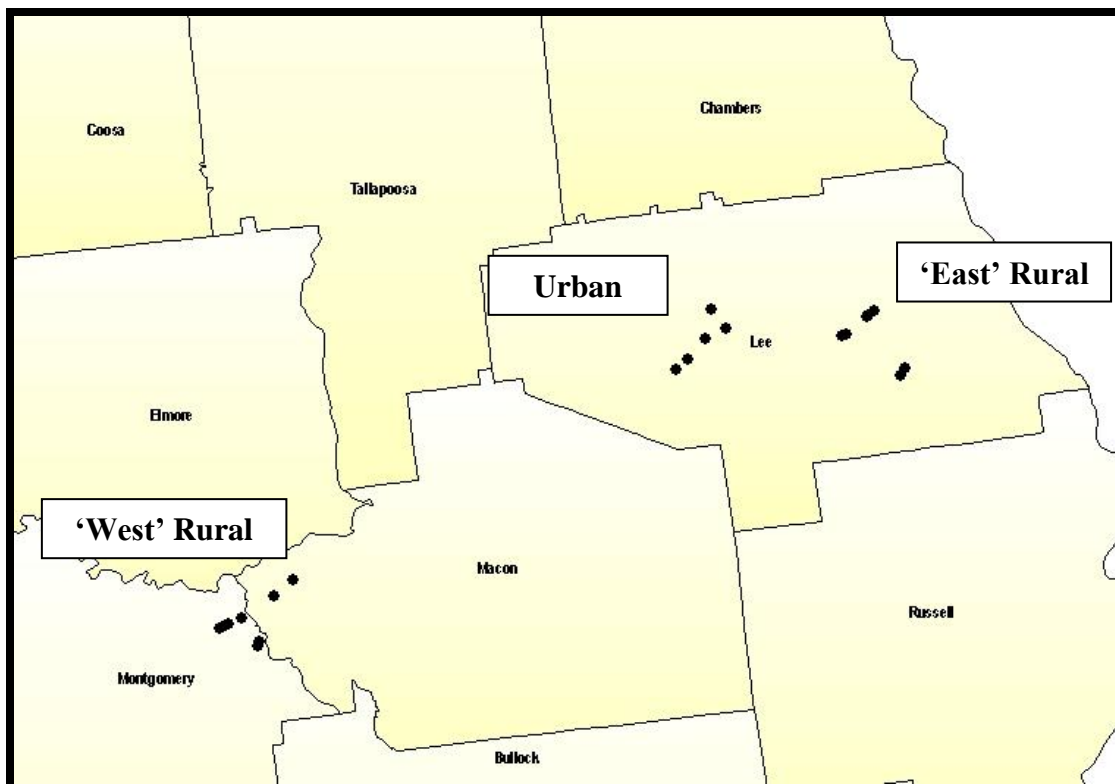 Chambers
Coosa
Tallapoosa
‘East’ Rural
Urban
Lee
Elmore
‘West’ Rural
Macon
Russell
Montgomery
Bullock